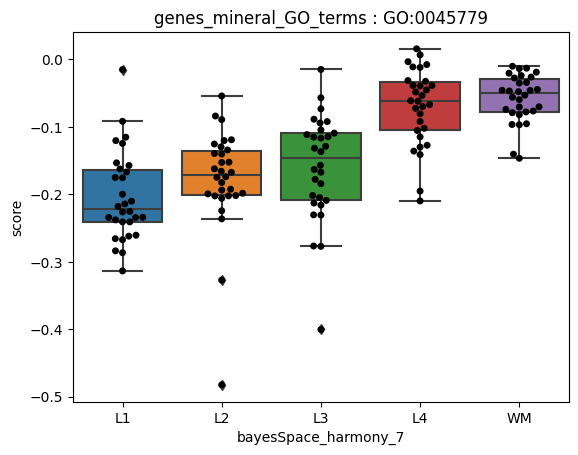 genes_mineral_GO_terms : GO:0045779
0.0
−0.1
−0.2
−0.3
−0.4
−0.5
score
L1 L2 L3 L4 WM
bayesSpace_harmony_7